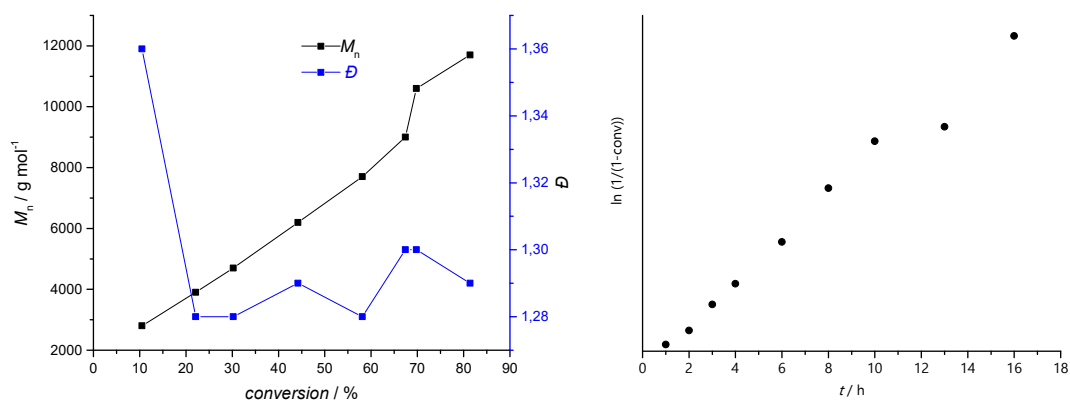 12000
10000
8000
6000
4000
2000
M_n / g mol^-1
M_n
Đ
1,36
1,34
1,32
1,30
1,28
Đ
0 10 20 30 40 50 60 70 80 90
conversion / %
ln (1/(1-conv))
0 2 4 6 8 10 12 14 16 18
t / h